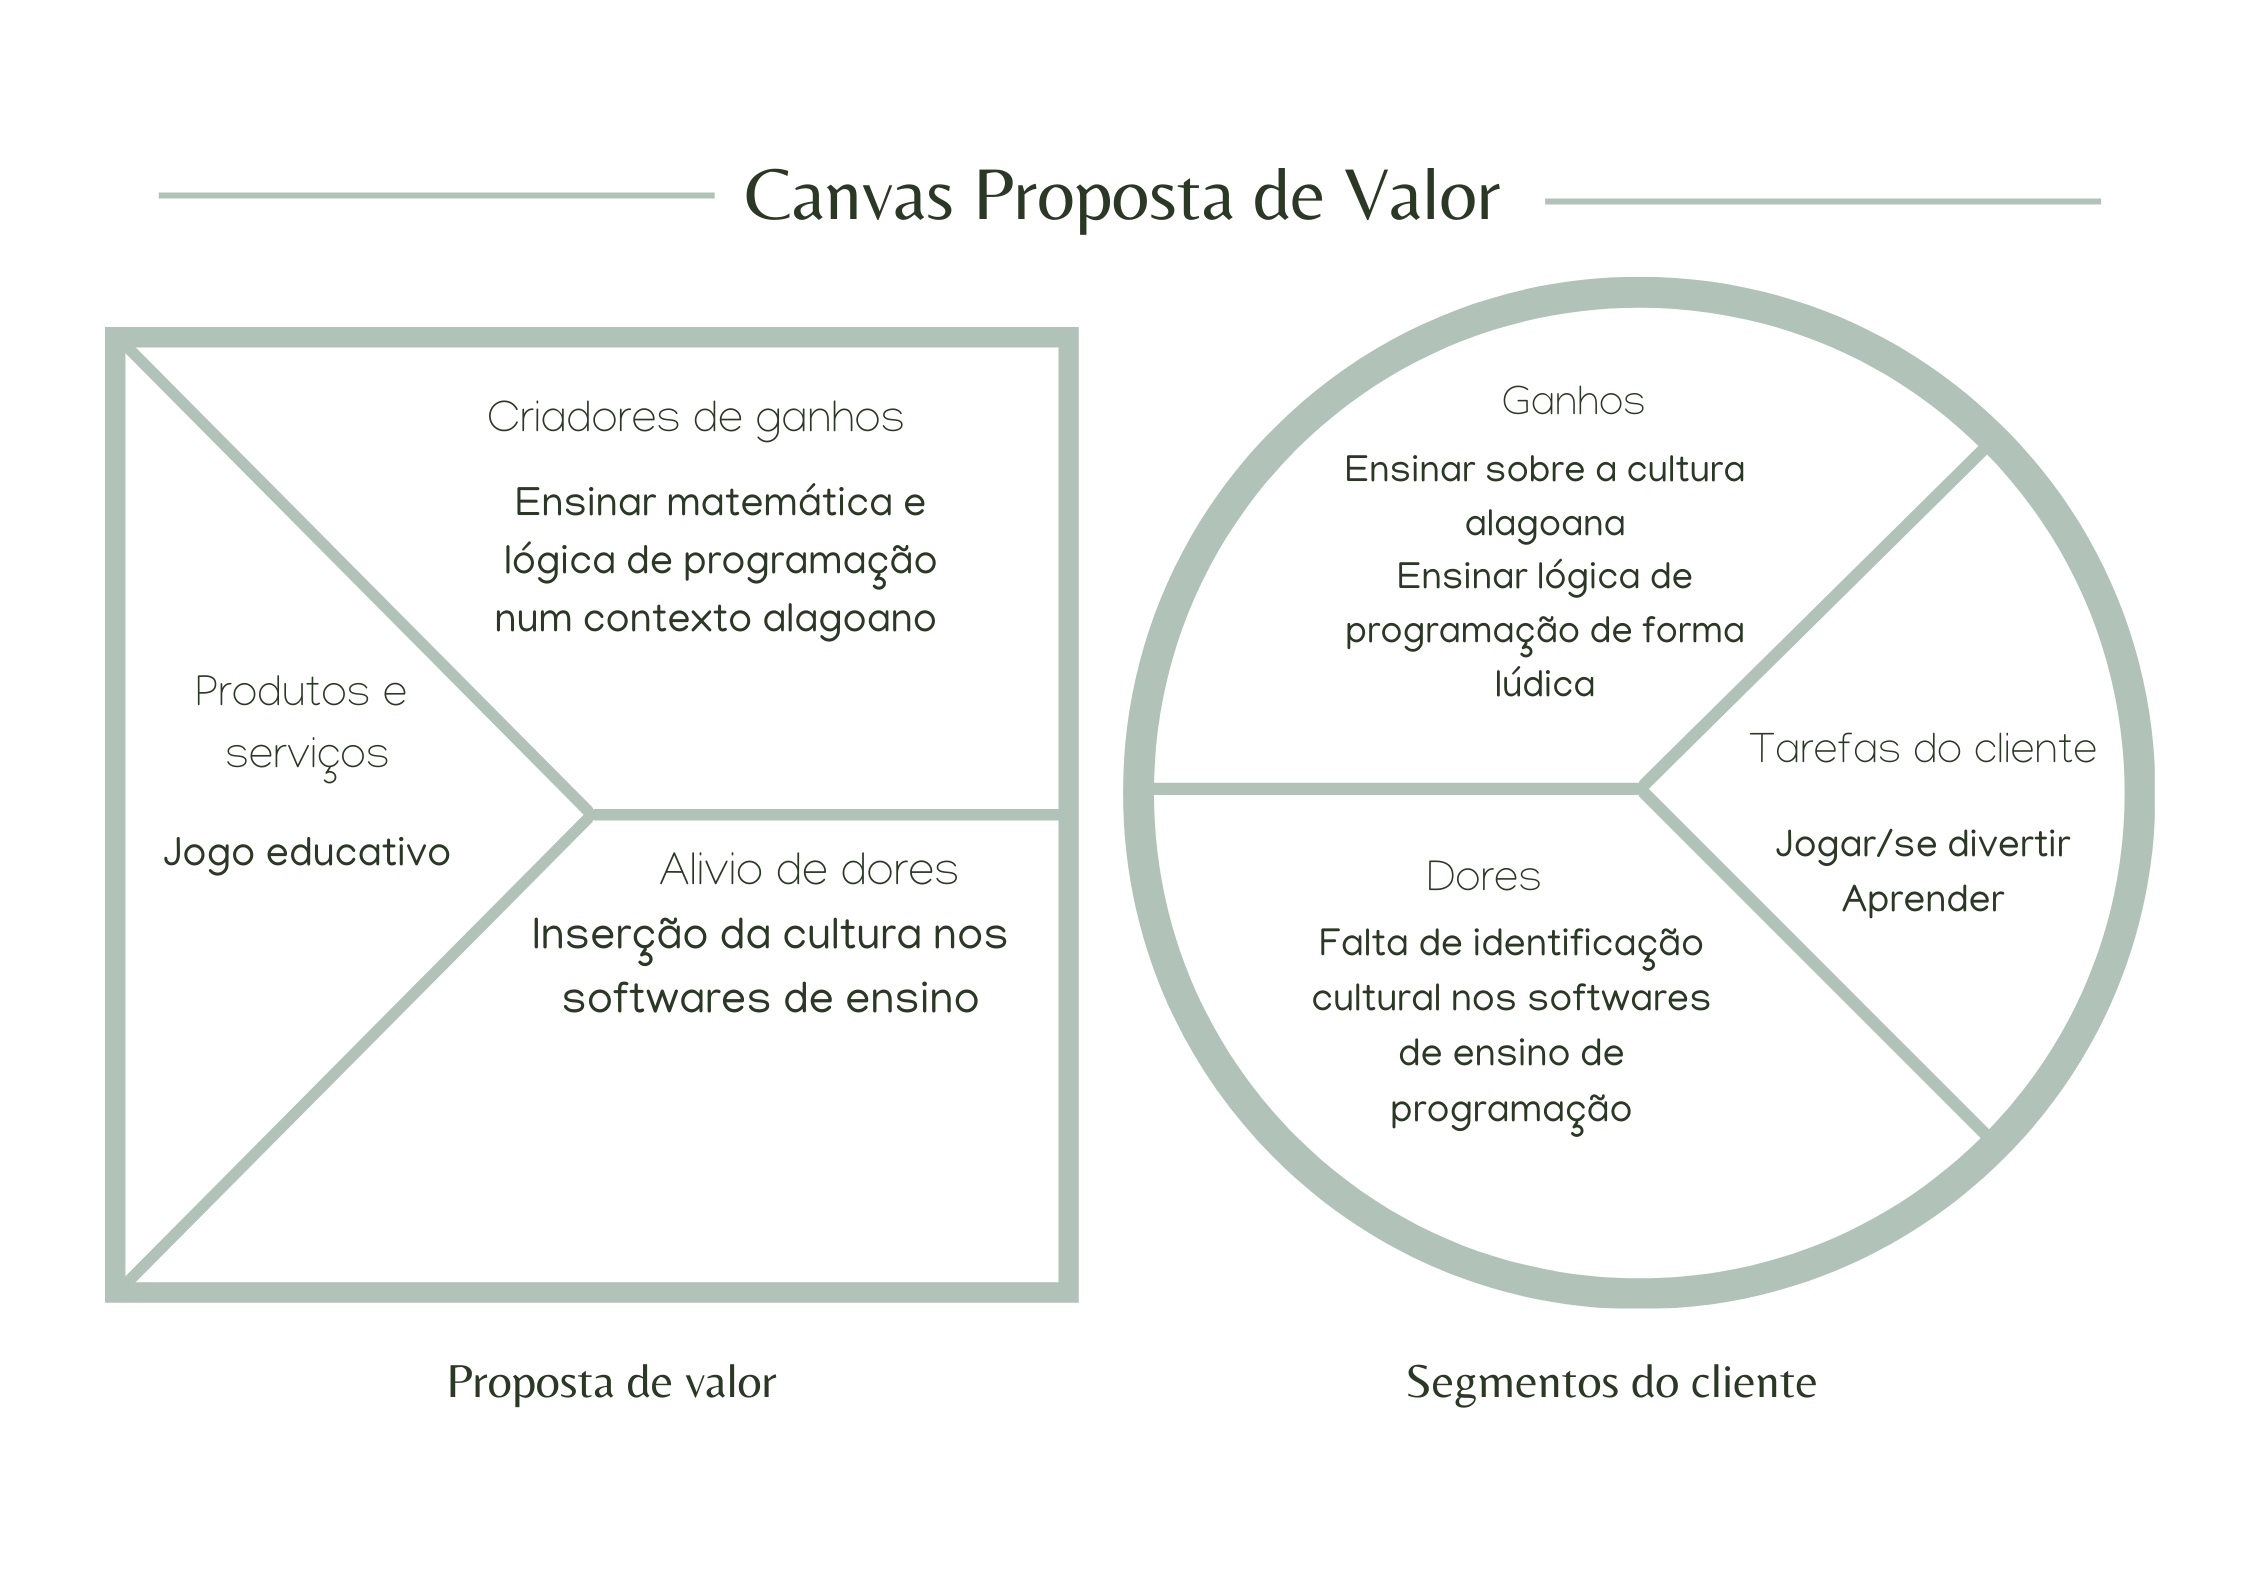 Canvas Proposta de Valor
Criadores de ganhos
Ensinar matemática e
lógica de programação
num contexto alagoano
Produtos e
serviços
Jogo educativo
Alivio de dores
Inserção da cultura nos
softwares de ensino
Proposta de valor
Ganhos
Ensinar sobre a cultura
alagoana
Ensinar lógica de
programação de forma
lúdica
Tarefas do cliente
Jogar/se divertir
Aprender
Dores
Falta de identificação
cultural nos softwares
de ensino de
programação
Segmentos do cliente